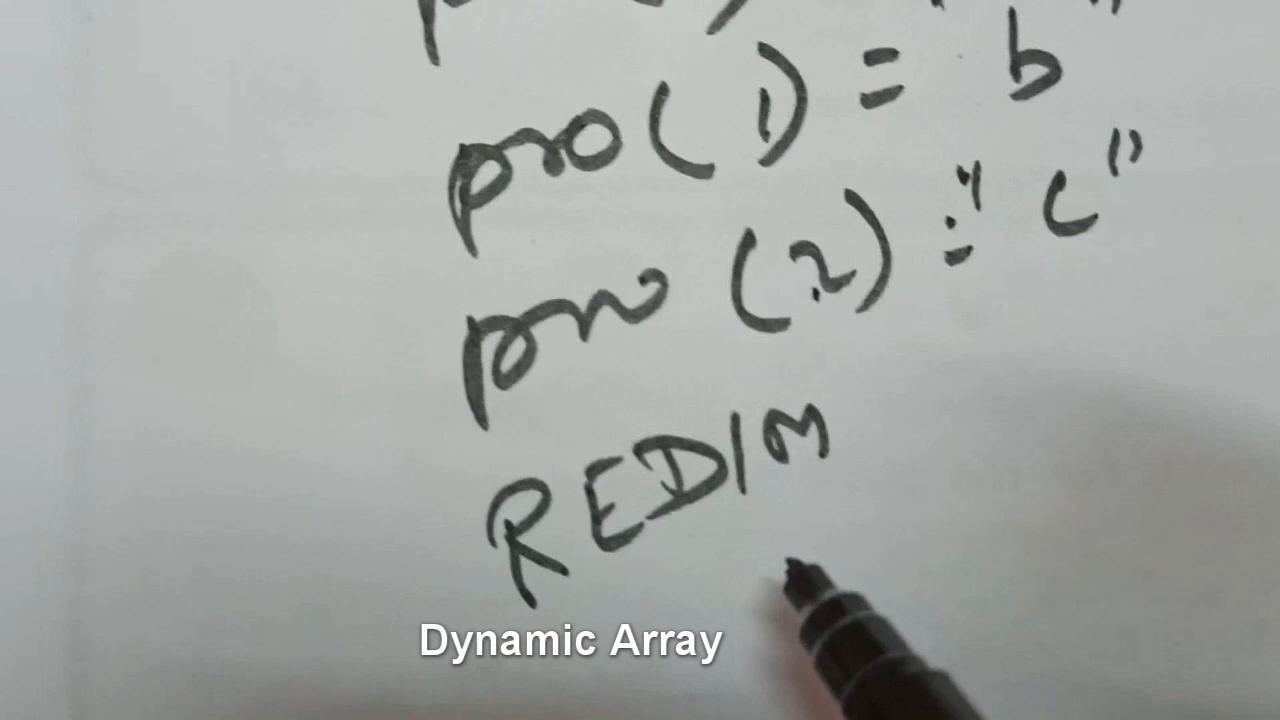 pro(1) = b
pro (2) = "c"
REDIM
Dynamic Array